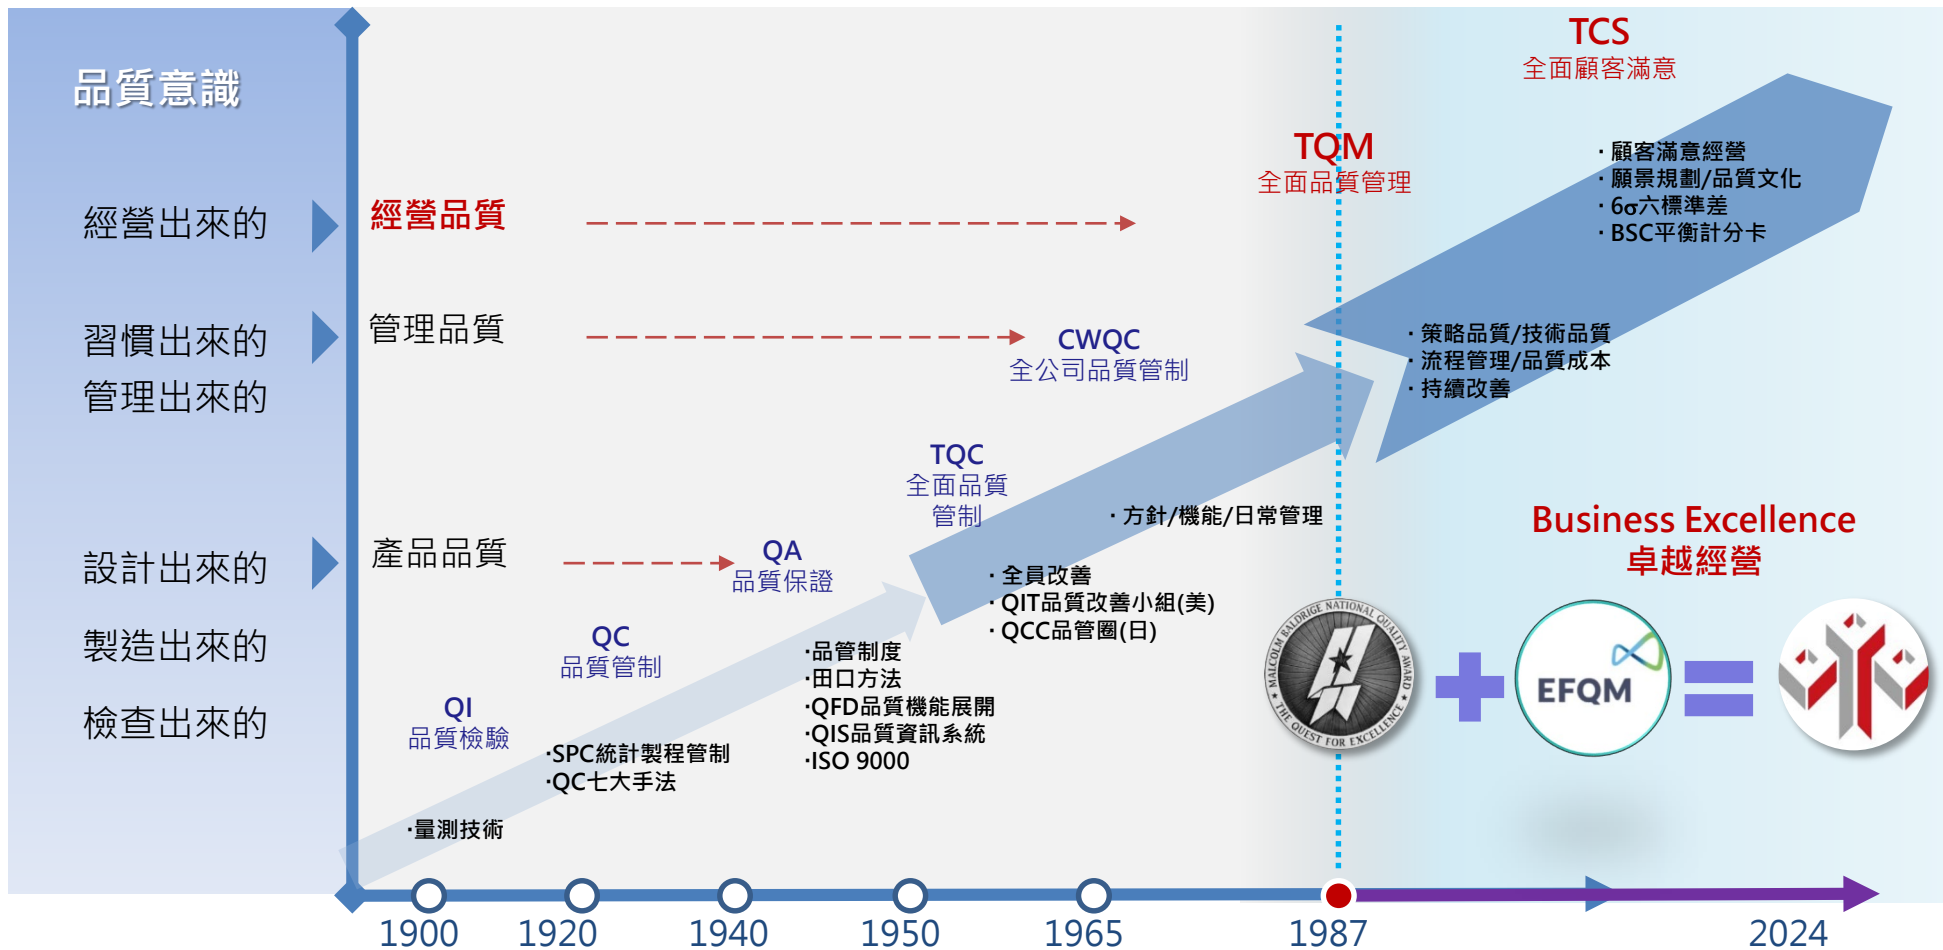 品質意識
經營出來的
習慣出來的
管理出來的
設計出來的
製造出來的
檢查出來的
經營品質
管理品質
產品品質
QI
品質檢驗
·量測技術
QC
品質管制
·SPC統計製程管制
·QC七大手法
QA
品質保證
·品管制度
·田口方法
·QFD品質機能展開
·QIS品質資訊系統
·ISO 9000
TQC
全面品質
管制
· 全員改善
· QIT品質改善小組(美)
· QCC品管圈(日)
CWQC
全公司品質管制
· 方針/機能/日常管理
TQM
全面品質管理
· 策略品質/技術品質
· 流程管理/品質成本
· 持續改善
TCS
全面顧客滿意
· 顧客滿意經營
· 願景規劃/品質文化
· 6σ六標準差
· BSC平衡計分卡
Business Excellence
卓越經營
MALCOLM BALDRIGE NATIONAL QUALITY AWARD
THE QUEST FOR EXCELLENCE
EFQM
1900
1920
1940
1950
1965
1987
2024